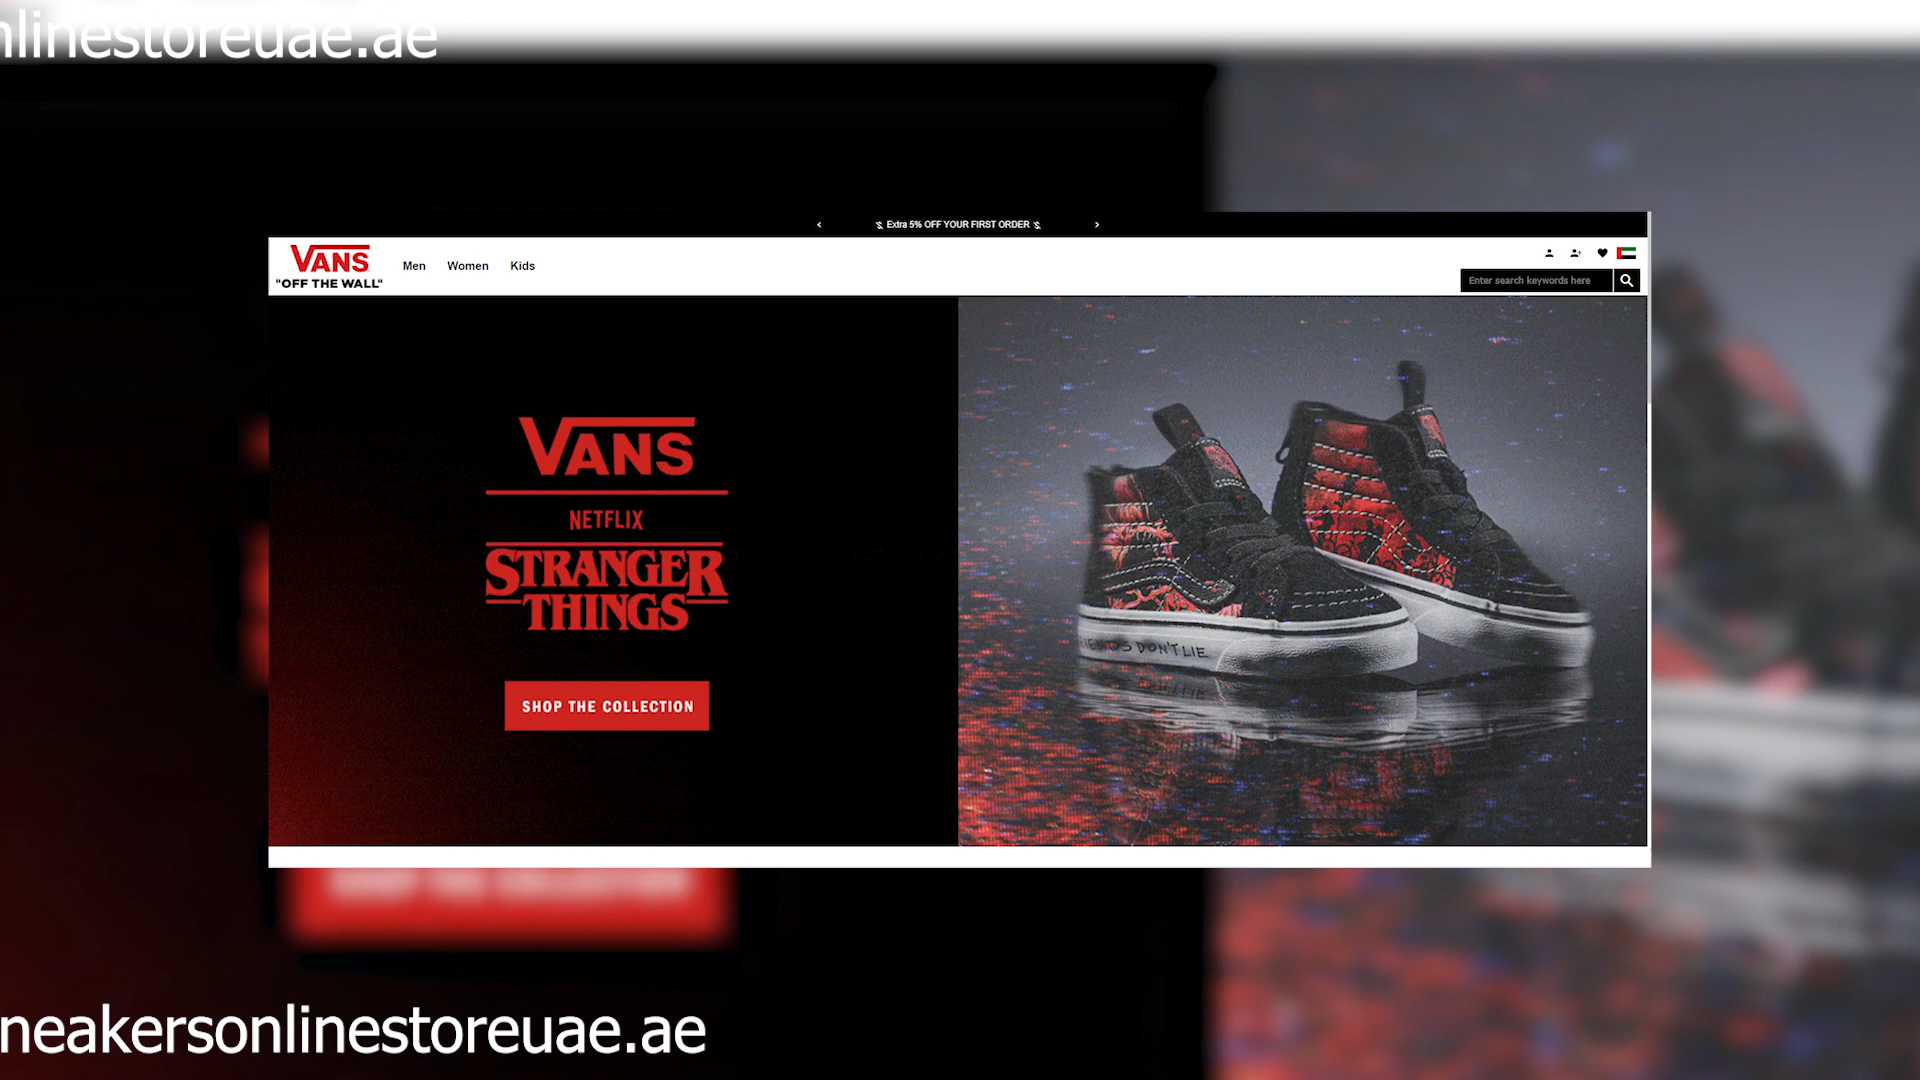 nlinestoreuae.ae
Extra 5% OFF YOUR FIRST ORDER
VANS
"OFF THE WALL"
Men Women Kids
Enter search keywords here
VANS
NETFLIX
STRANGER
THINGS
SHOP THE COLLECTION
DON'T LIE
neakersonlinestoreuae.ae